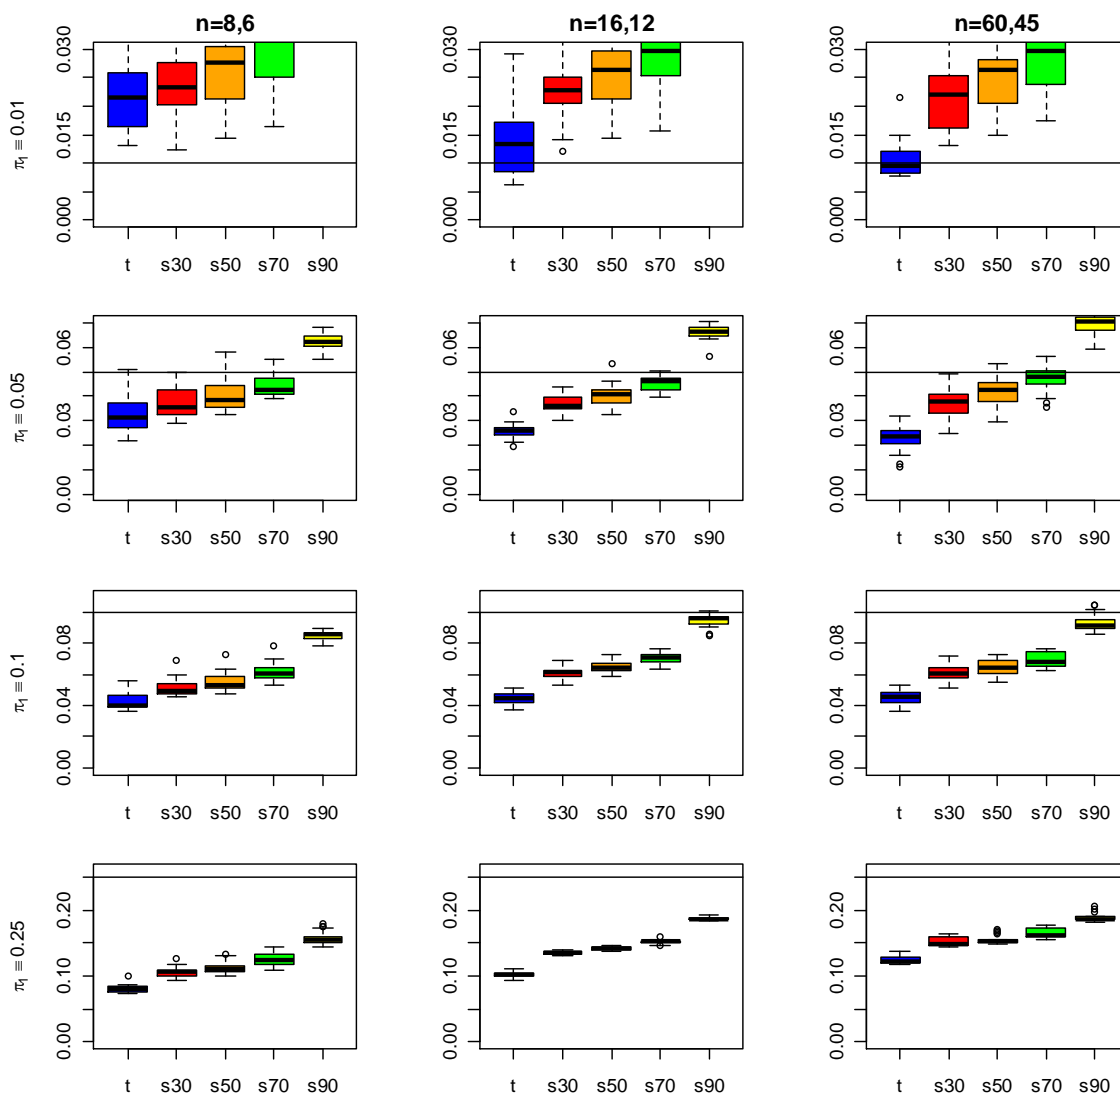 n=8,6 n=16,12 n=60,45
π₁ ≡ 0.01
0.030 0.030 0.030
0.015 0.015 0.015
0.000 0.000 0.000
t s30 s50 s70 s90 t s30 s50 s70 s90 t s30 s50 s70 s90
π₁ ≡ 0.05
0.06 0.06 0.06
0.03 0.03 0.03
0.00 0.00 0.00
t s30 s50 s70 s90 t s30 s50 s70 s90 t s30 s50 s70 s90
π₁ ≡ 0.1
0.08 0.08 0.08
0.04 0.04 0.04
0.00 0.00 0.00
t s30 s50 s70 s90 t s30 s50 s70 s90 t s30 s50 s70 s90
π₁ ≡ 0.25
0.20 0.20 0.20
0.10 0.10 0.10
0.00 0.00 0.00
t s30 s50 s70 s90 t s30 s50 s70 s90 t s30 s50 s70 s90